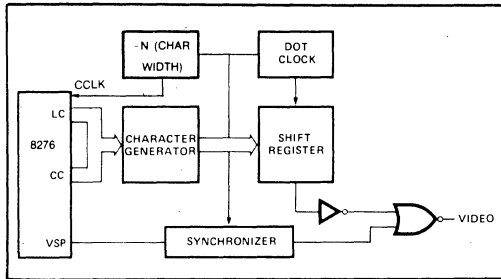 -N (CHAR
WIDTH)
DOT
CLOCK
CCLK
LC
8276
CC
CHARACTER
GENERATOR
SHIFT
REGISTER
VIDEO
VSP
SYNCHRONIZER